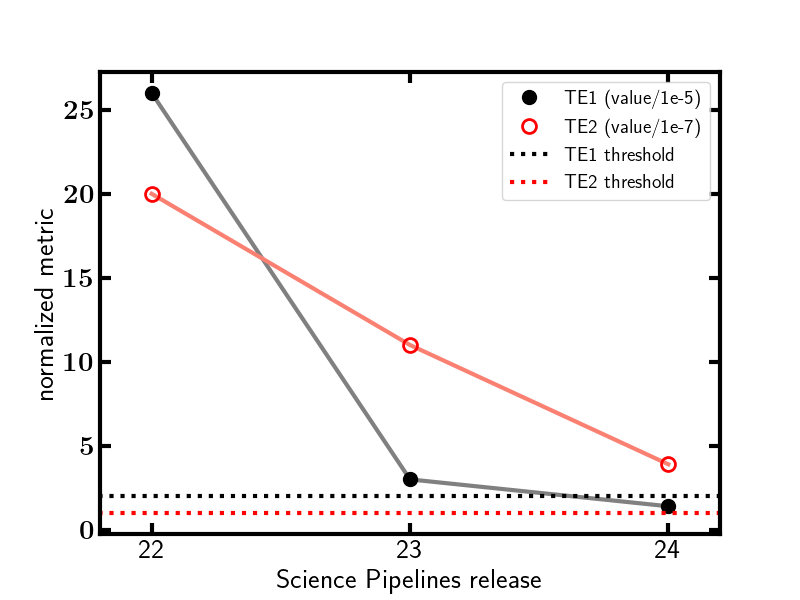 TE1 (value/1e-5)
TE2 (value/1e-7)
TE1 threshold
TE2 threshold
25
20
15
10
5
0
normalized metric
22 23 24
Science Pipelines release